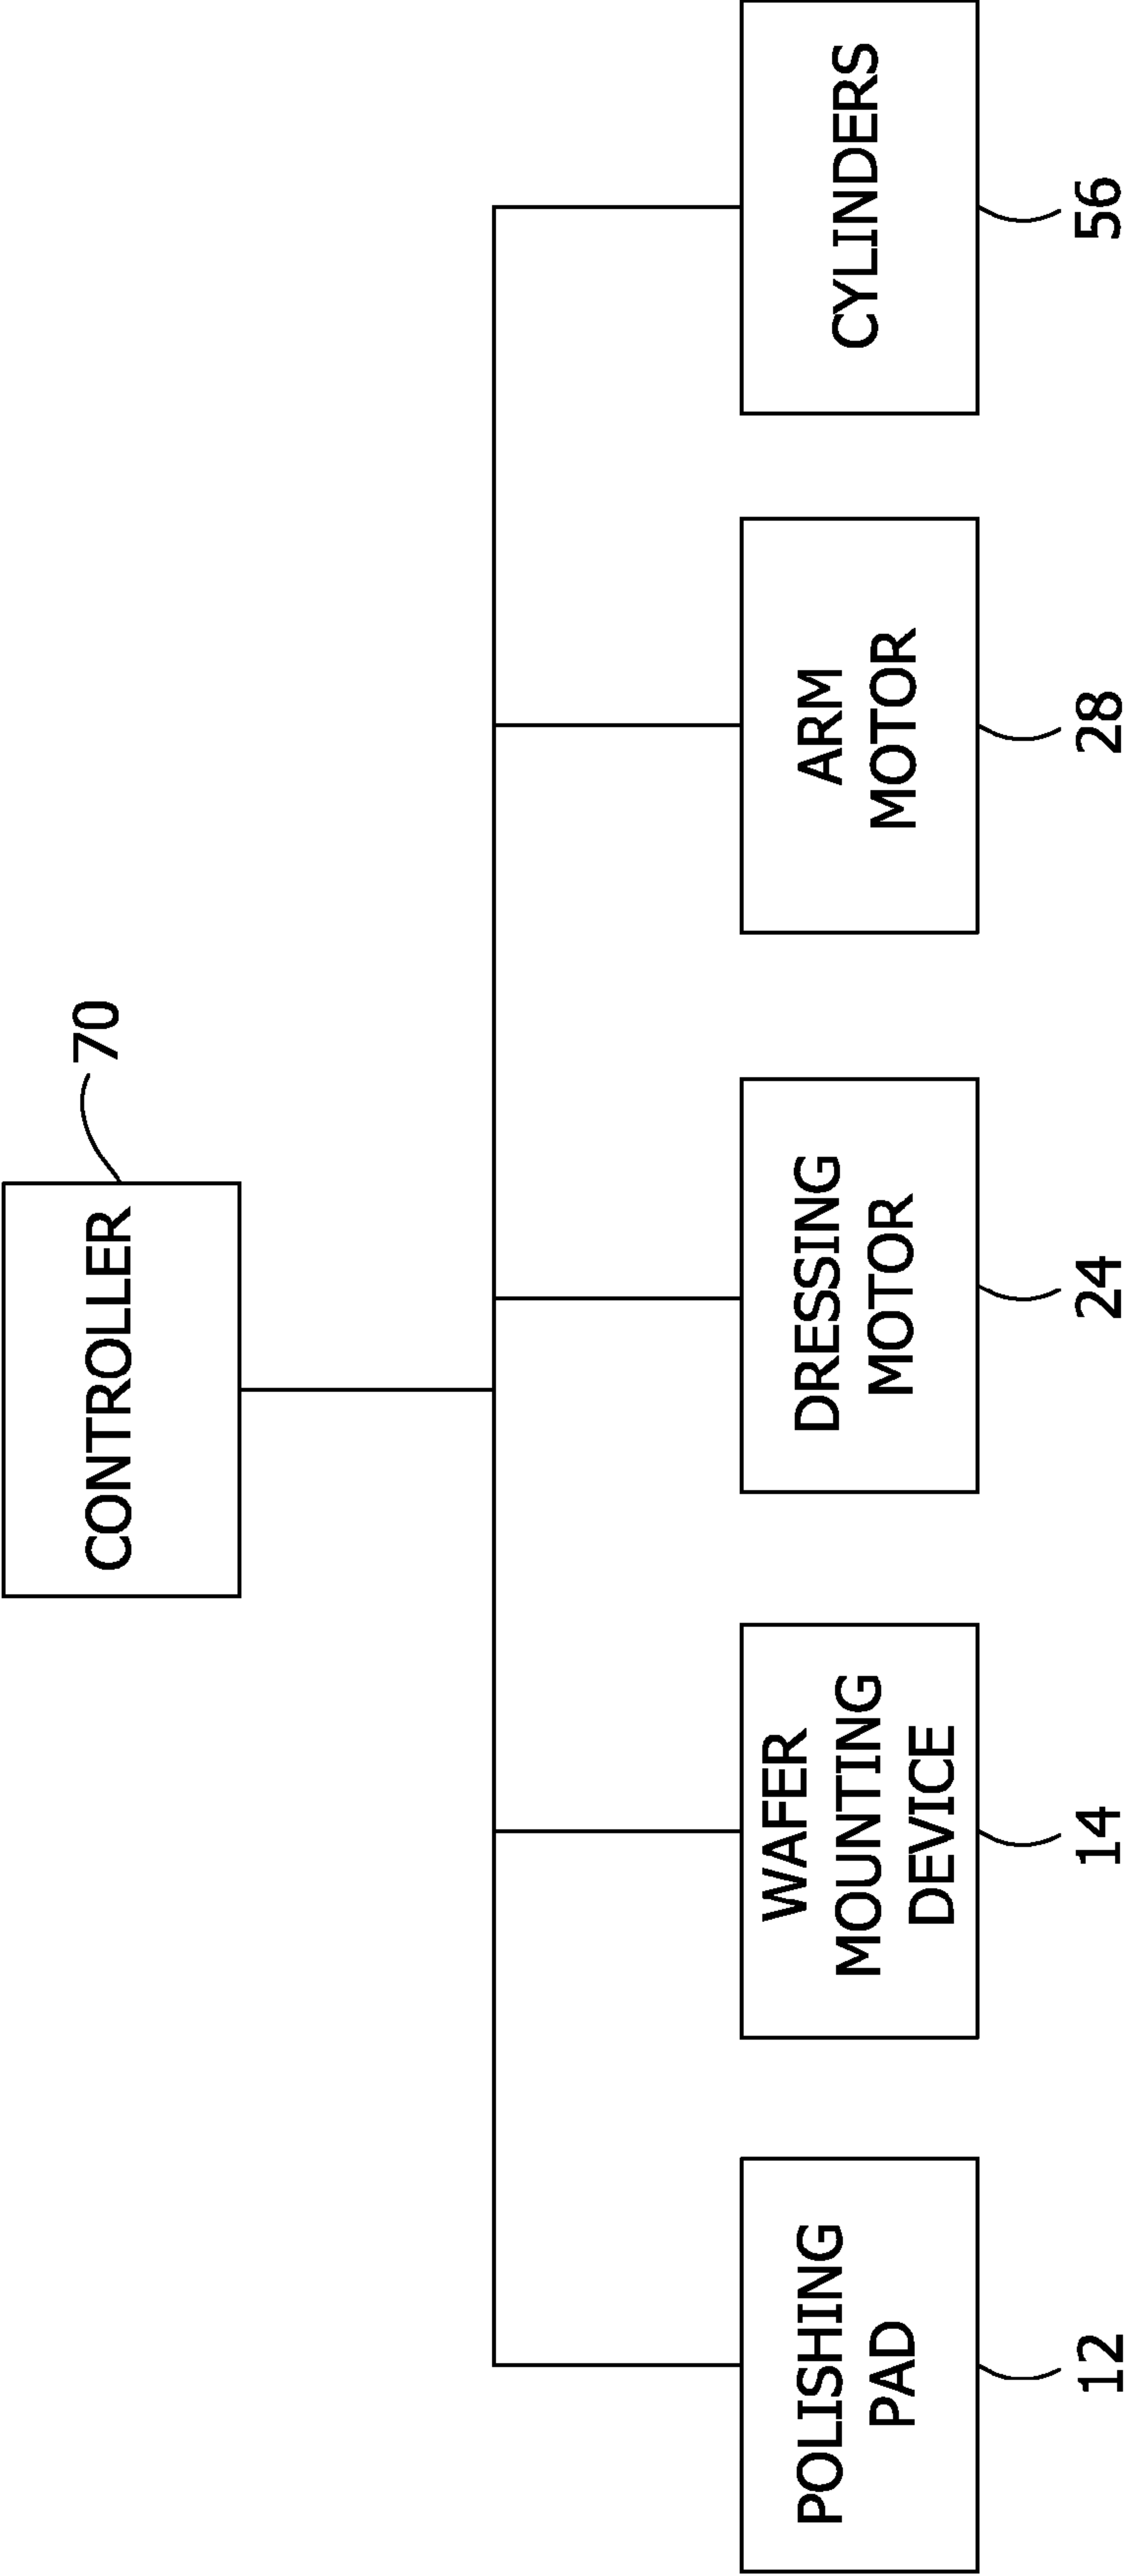 CONTROLLER
70
POLISHING
PAD
12
WAFER
MOUNTING
DEVICE
14
DRESSING
MOTOR
24
ARM
MOTOR
28
CYLINDERS
56